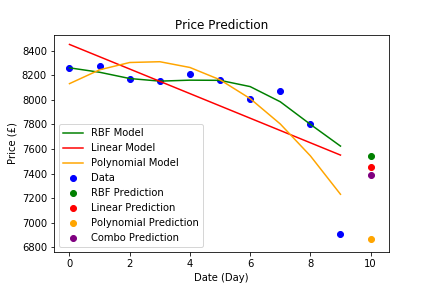 Price Prediction
Price (£)
8400
8200
8000
7800
7600
7400
7200
7000
6800
RBF Model
Linear Model
Polynomial Model
Data
RBF Prediction
Linear Prediction
Polynomial Prediction
Combo Prediction
0 2 4 6 8 10
Date (Day)